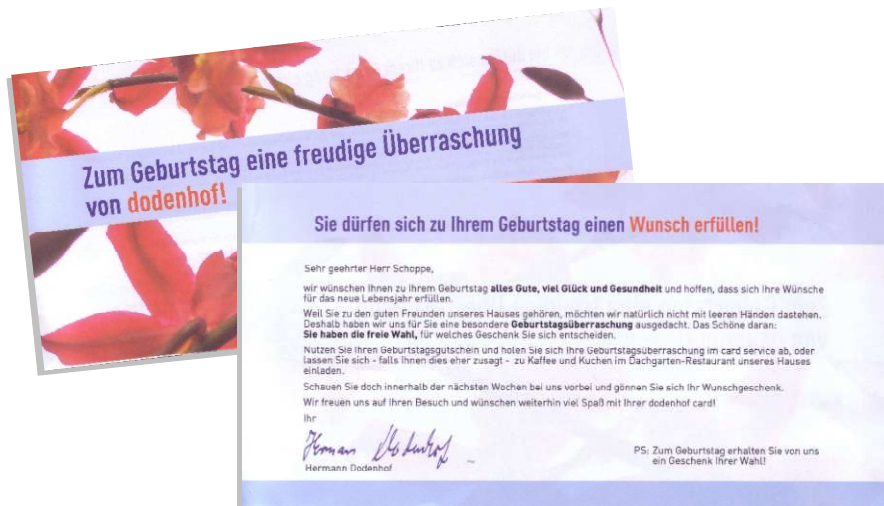 Zum Geburtstag eine freudige Überraschung
von dodenhof!
Sie dürfen sich zu Ihrem Geburtstag einen Wunsch erfüllen!
Sehr geehrter Herr Schoppe,
wir wünschen Ihnen zu Ihrem Geburtstag alles Gute, viel Glück und Gesundheit und hoffen, dass sich Ihre Wünsche
für das neue Lebensjahr erfüllen.
Weil Sie zu den guten Freunden unseres Hauses gehören, möchten wir natürlich nicht mit leeren Händen dastehen.
Deshalb haben wir uns für Sie eine besondere Geburtstagsüberraschung ausgedacht. Das Schöne daran:
Sie haben die freie Wahl, für welches Geschenk Sie sich entscheiden.
Nutzen Sie Ihren Geburtstagsgutschein und holen Sie sich Ihre Geburtstagsüberraschung im card service ab, oder
lassen Sie sich - falls Ihnen dies eher zusagt - zu Kaffee und Kuchen im Dachgarten-Restaurant unseres Hauses
einladen.
Schauen Sie doch innerhalb der nächsten Wochen bei uns vorbei und gönnen Sie sich Ihr Wunschgeschenk.
Wir freuen uns auf Ihren Besuch und wünschen weiterhin viel Spaß mit Ihrer dodenhof card!
Ihr
Hermann Dodenhof
Hermann Dodenhof
PS: Zum Geburtstag erhalten Sie von uns
ein Geschenk Ihrer Wahl!